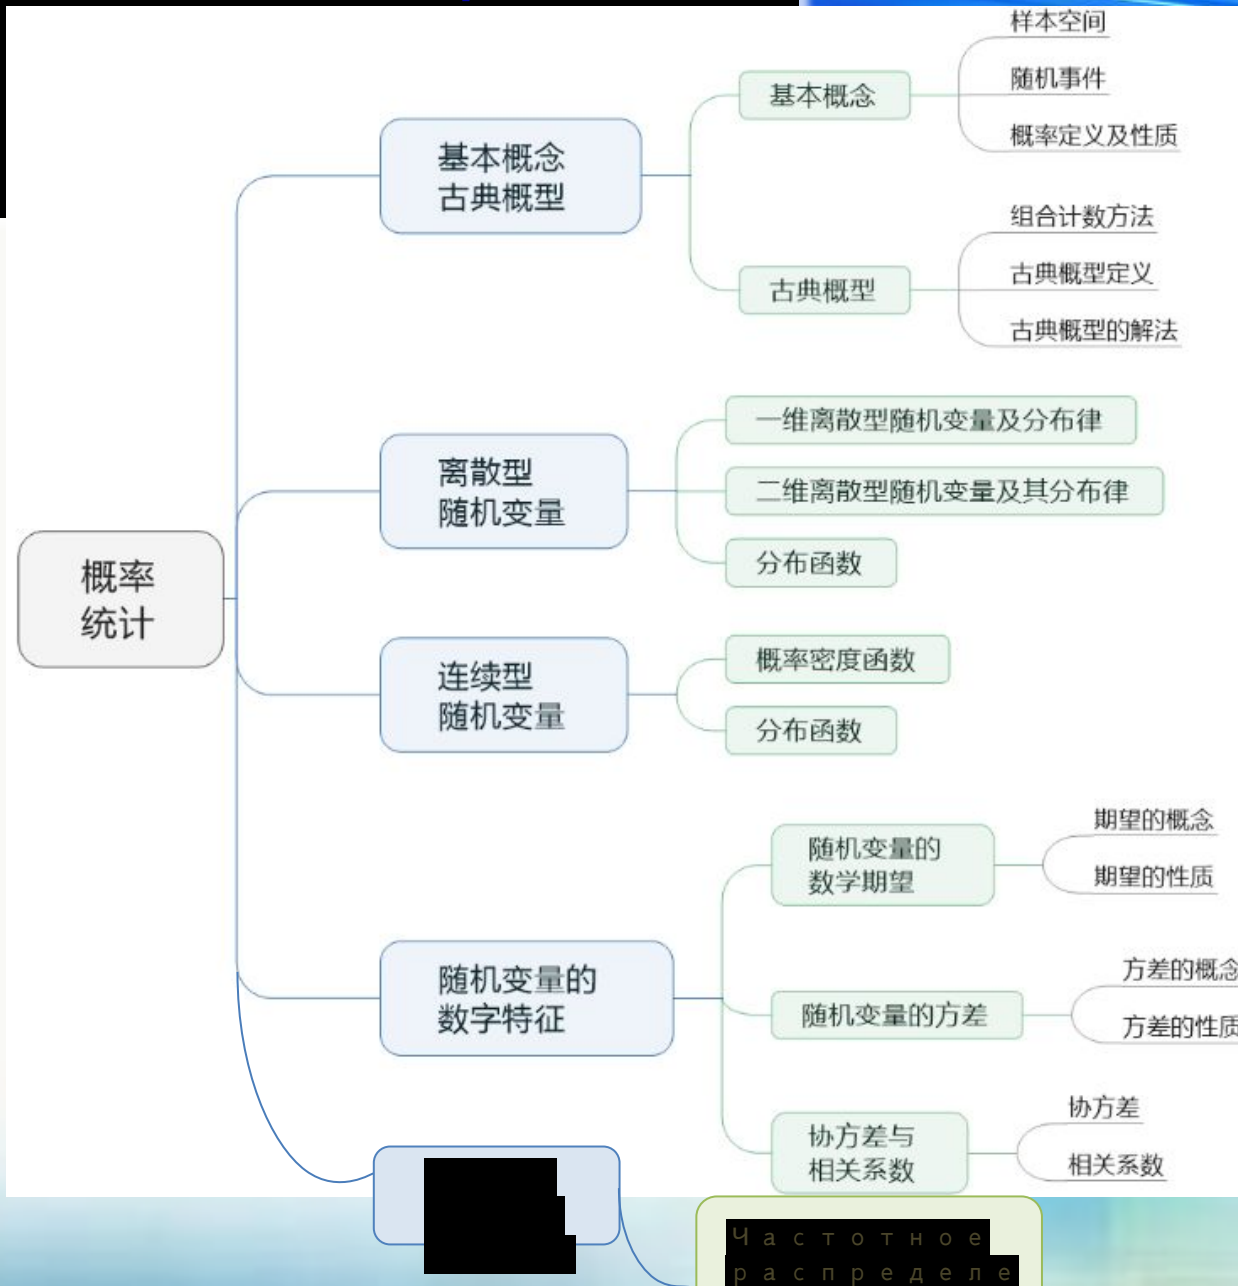 样本空间
随机事件
概率定义及性质
基本概念
基本概念
古典概型
组合计数方法
古典概型定义
古典概型的解法
古典概型
一维离散型随机变量及分布律
二维离散型随机变量及其分布律
分布函数
离散型
随机变量
概率
统计
概率密度函数
分布函数
连续型
随机变量
期望的概念
期望的性质
随机变量的
数学期望
随机变量的
数字特征
方差的概念
方差的性质
随机变量的方差
协方差
相关系数
协方差与
相关系数
Частотное
распределе